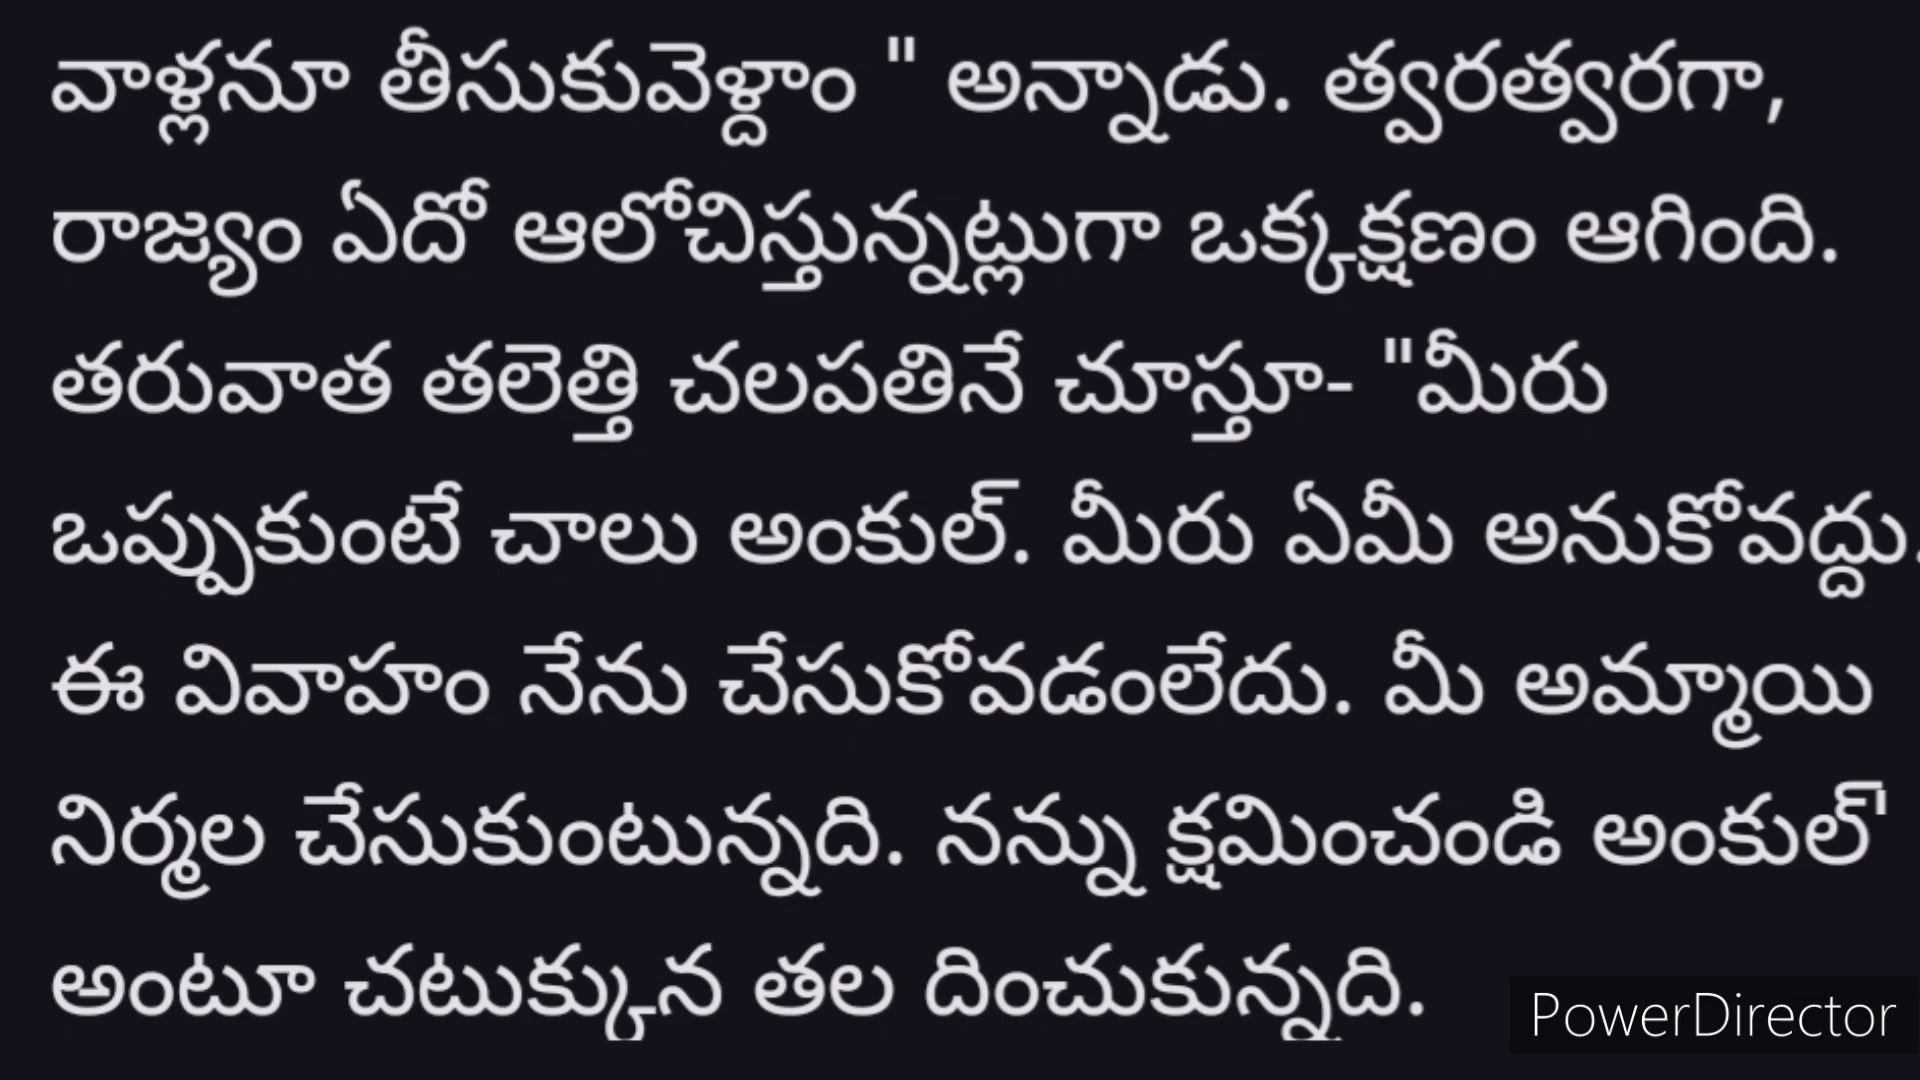 వాళ్లనూ తీసుకువెళ్దాం " అన్నాడు. త్వరత్వరగా,
రాజ్యం ఏదో ఆలోచిస్తున్నట్లుగా ఒక్కక్షణం ఆగింది.
తరువాత తలెత్తి చలపతినే చూస్తూ- "మీరు
ఒప్పుకుంటే చాలు అంకుల్. మీరు ఏమీ అనుకోవద్దు.
ఈ వివాహం నేను చేసుకోవడంలేదు. మీ అమ్మాయి
నిర్మల చేసుకుంటున్నది. నన్ను క్షమించండి అంకుల్'
అంటూ చటుక్కున తల దించుకున్నది.
PowerDirector